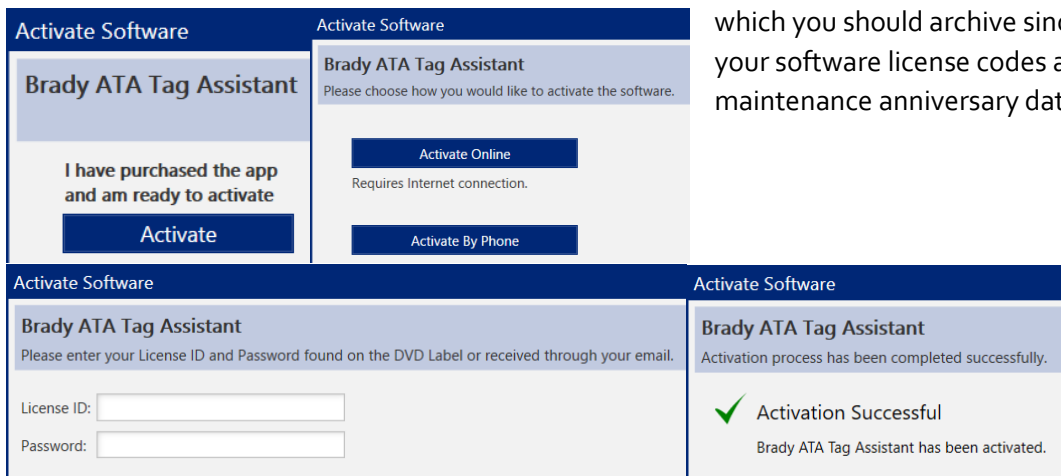 Activate Software
Brady ATA Tag Assistant
I have purchased the app
and am ready to activate
Activate
Activate Software
Brady ATA Tag Assistant
Please choose how you would like to activate the software.
Activate Online
Requires Internet connection.
Activate By Phone
which you should archive
your software license codes
maintenance anniversary
Activate Software
Brady ATA Tag Assistant
Please enter your License ID and Password found on the DVD Label or received through your email.
License ID:
Password:
Activate Software
Brady ATA Tag Assistant
Activation process has been completed successfully.
Activation Successful
Brady ATA Tag Assistant has been activated.